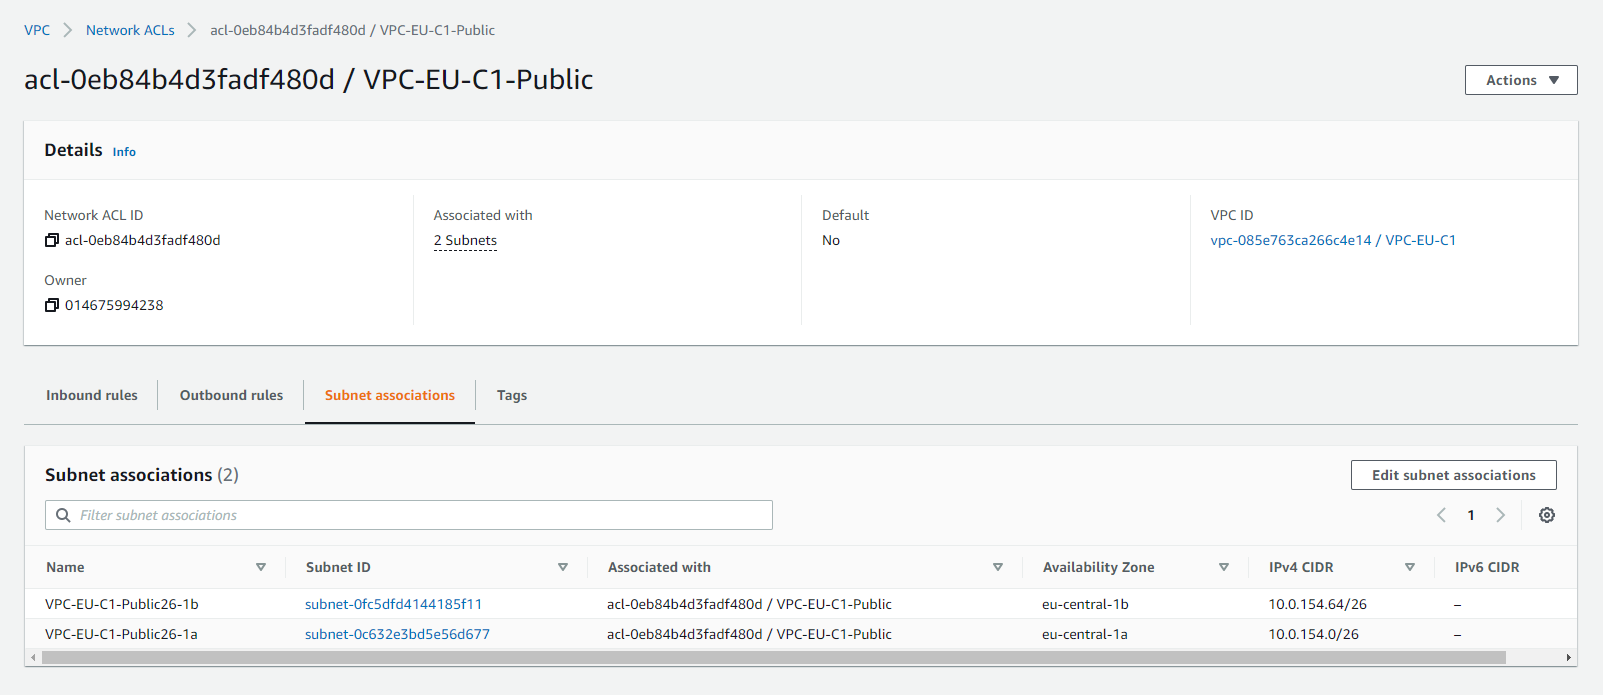 VPC > Network ACLs > acl-0eb84b4d3fadf480d / VPC-EU-C1-Public
acl-0eb84b4d3fadf480d / VPC-EU-C1-Public
Actions ▼
Details Info
Network ACL ID
acl-0eb84b4d3fadf480d
Owner
014675994238
Associated with
2 Subnets
Default
No
VPC ID
vpc-085e763ca266c4e14 / VPC-EU-C1
Inbound rules Outbound rules Subnet associations Tags
Subnet associations (2)
Edit subnet associations
Filter subnet associations
< 1 >
Name Subnet ID Associated with Availability Zone IPv4 CIDR IPv6 CIDR
VPC-EU-C1-Public26-1b subnet-0fc5dfd4144185f11 acl-0eb84b4d3fadf480d / VPC-EU-C1-Public eu-central-1b 10.0.154.64/26 –
VPC-EU-C1-Public26-1a subnet-0c632e3bd5e56d677 acl-0eb84b4d3fadf480d / VPC-EU-C1-Public eu-central-1a 10.0.154.0/26 –